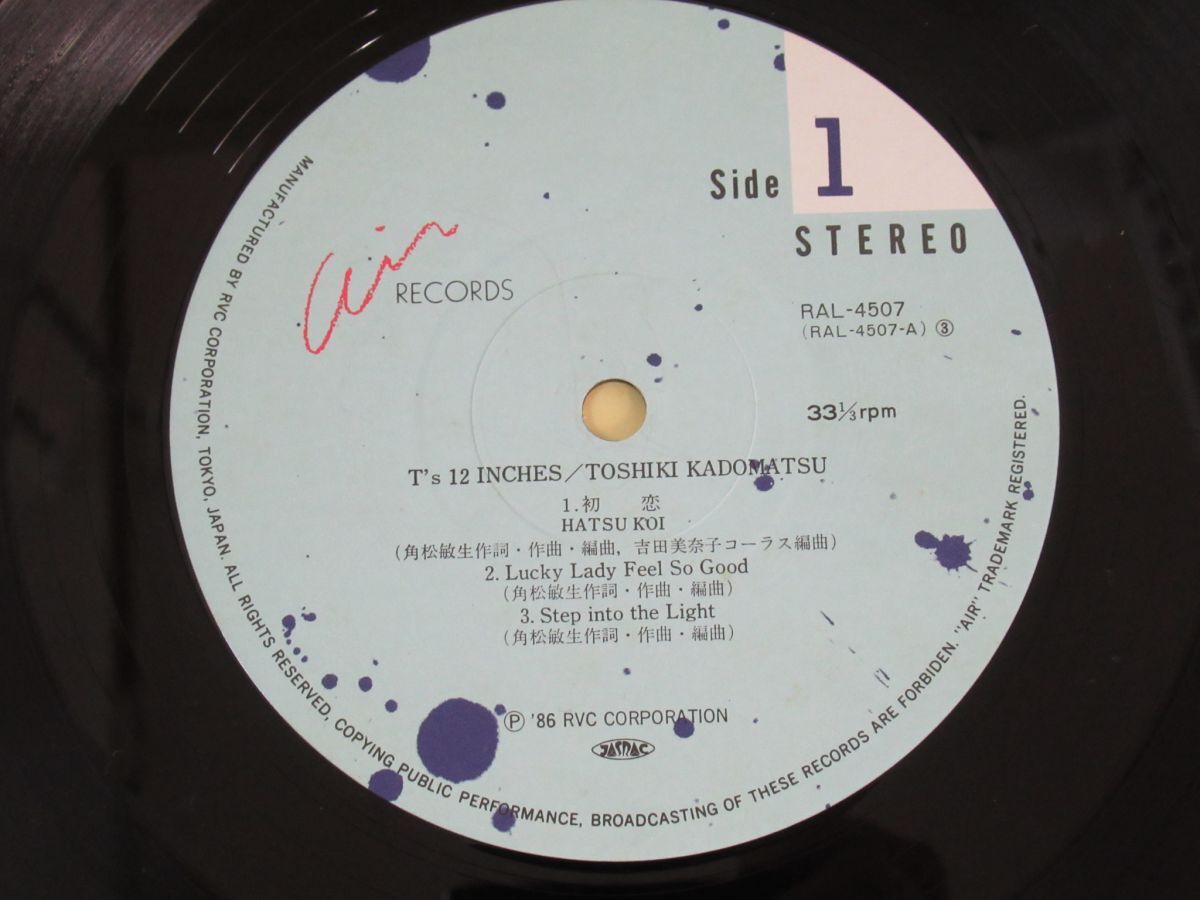 Side 1
STEREO
Air RECORDS
RAL-4507
(RAL-4507-A) ③
33⅓rpm
T's 12 INCHES/TOSHIKI KADOMATSU
1.初 恋
HATSU KOI
(角松敏生作詞・作曲・編曲, 吉田美奈子コーラス編曲)
2. Lucky Lady Feel So Good
(角松敏生作詞・作曲・編曲)
3. Step into the Light
(角松敏生作詞・作曲・編曲)
Ⓟ '86 RVC CORPORATION
JASRAC
MANUFACTURED BY RVC CORPORATION, TOKYO, JAPAN. ALL RIGHTS RESERVED, COPYING PUBLIC PERFORMANCE, BROADCASTING OF THESE RECORDS ARE FORBIDEN. "AIR" TRADEMARK REGISTERED.